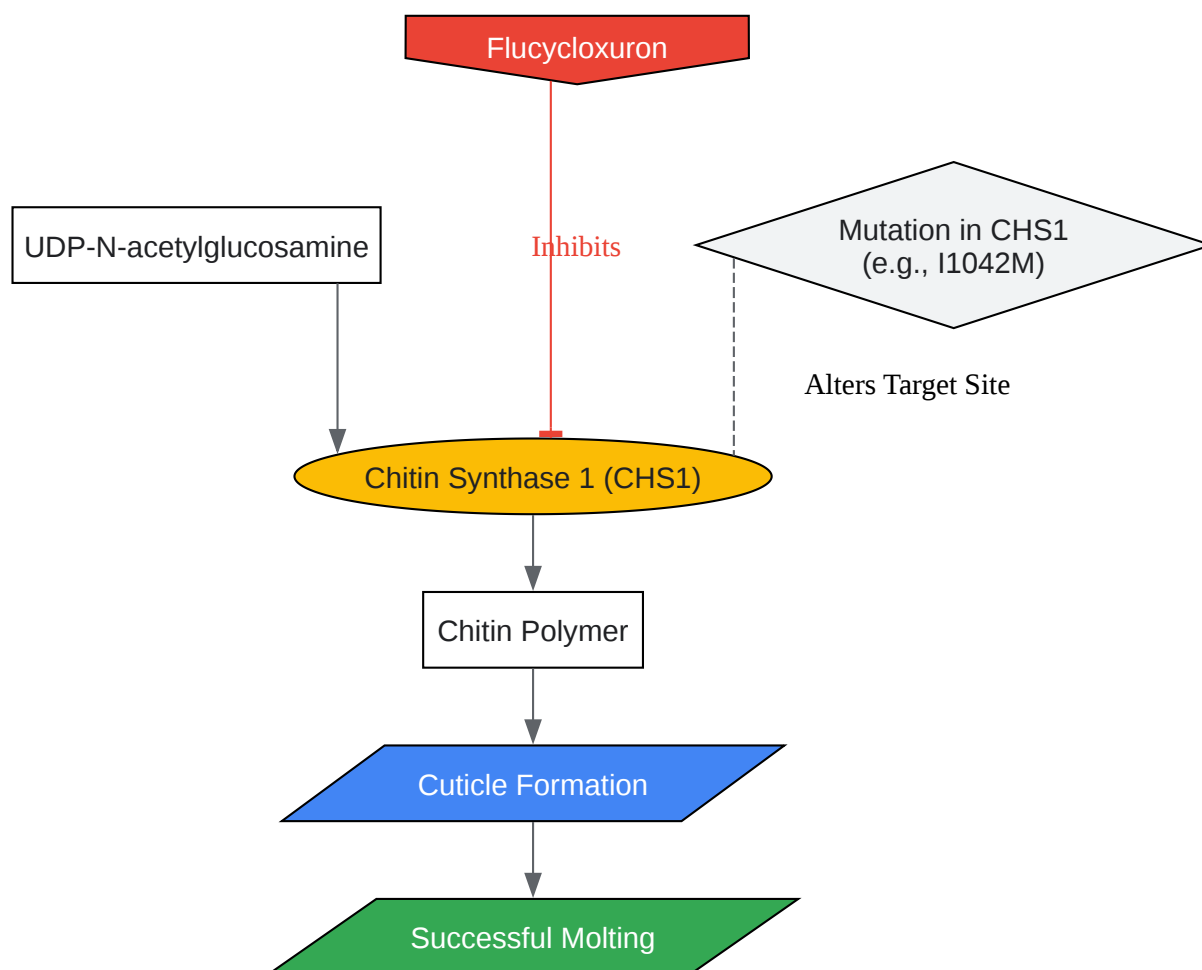 Flucycloxuron
UDP-N-acetylglucosamine
Inhibits
Mutation in CHS1
(e.g., I1042M)
Alters Target Site
Chitin Synthase 1 (CHS1)
Chitin Polymer
Cuticle Formation
Successful Molting